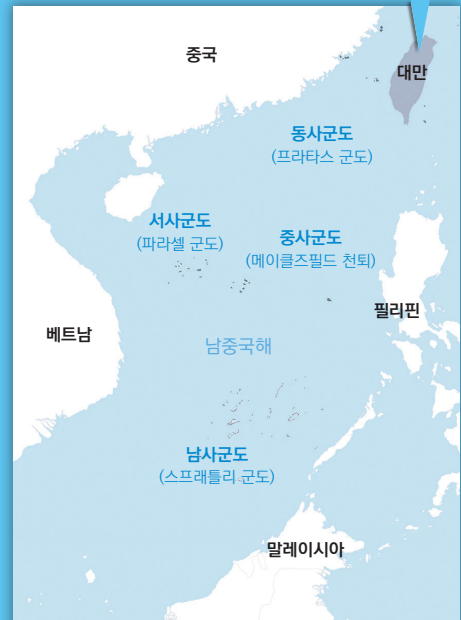 중국
대만
동사군도
(프라타스 군도)
서사군도
(파라셀 군도)
중사군도
(메이클즈필드 천퇴)
필리핀
베트남
남중국해
남사군도
(스프래틀리 군도)
말레이시아